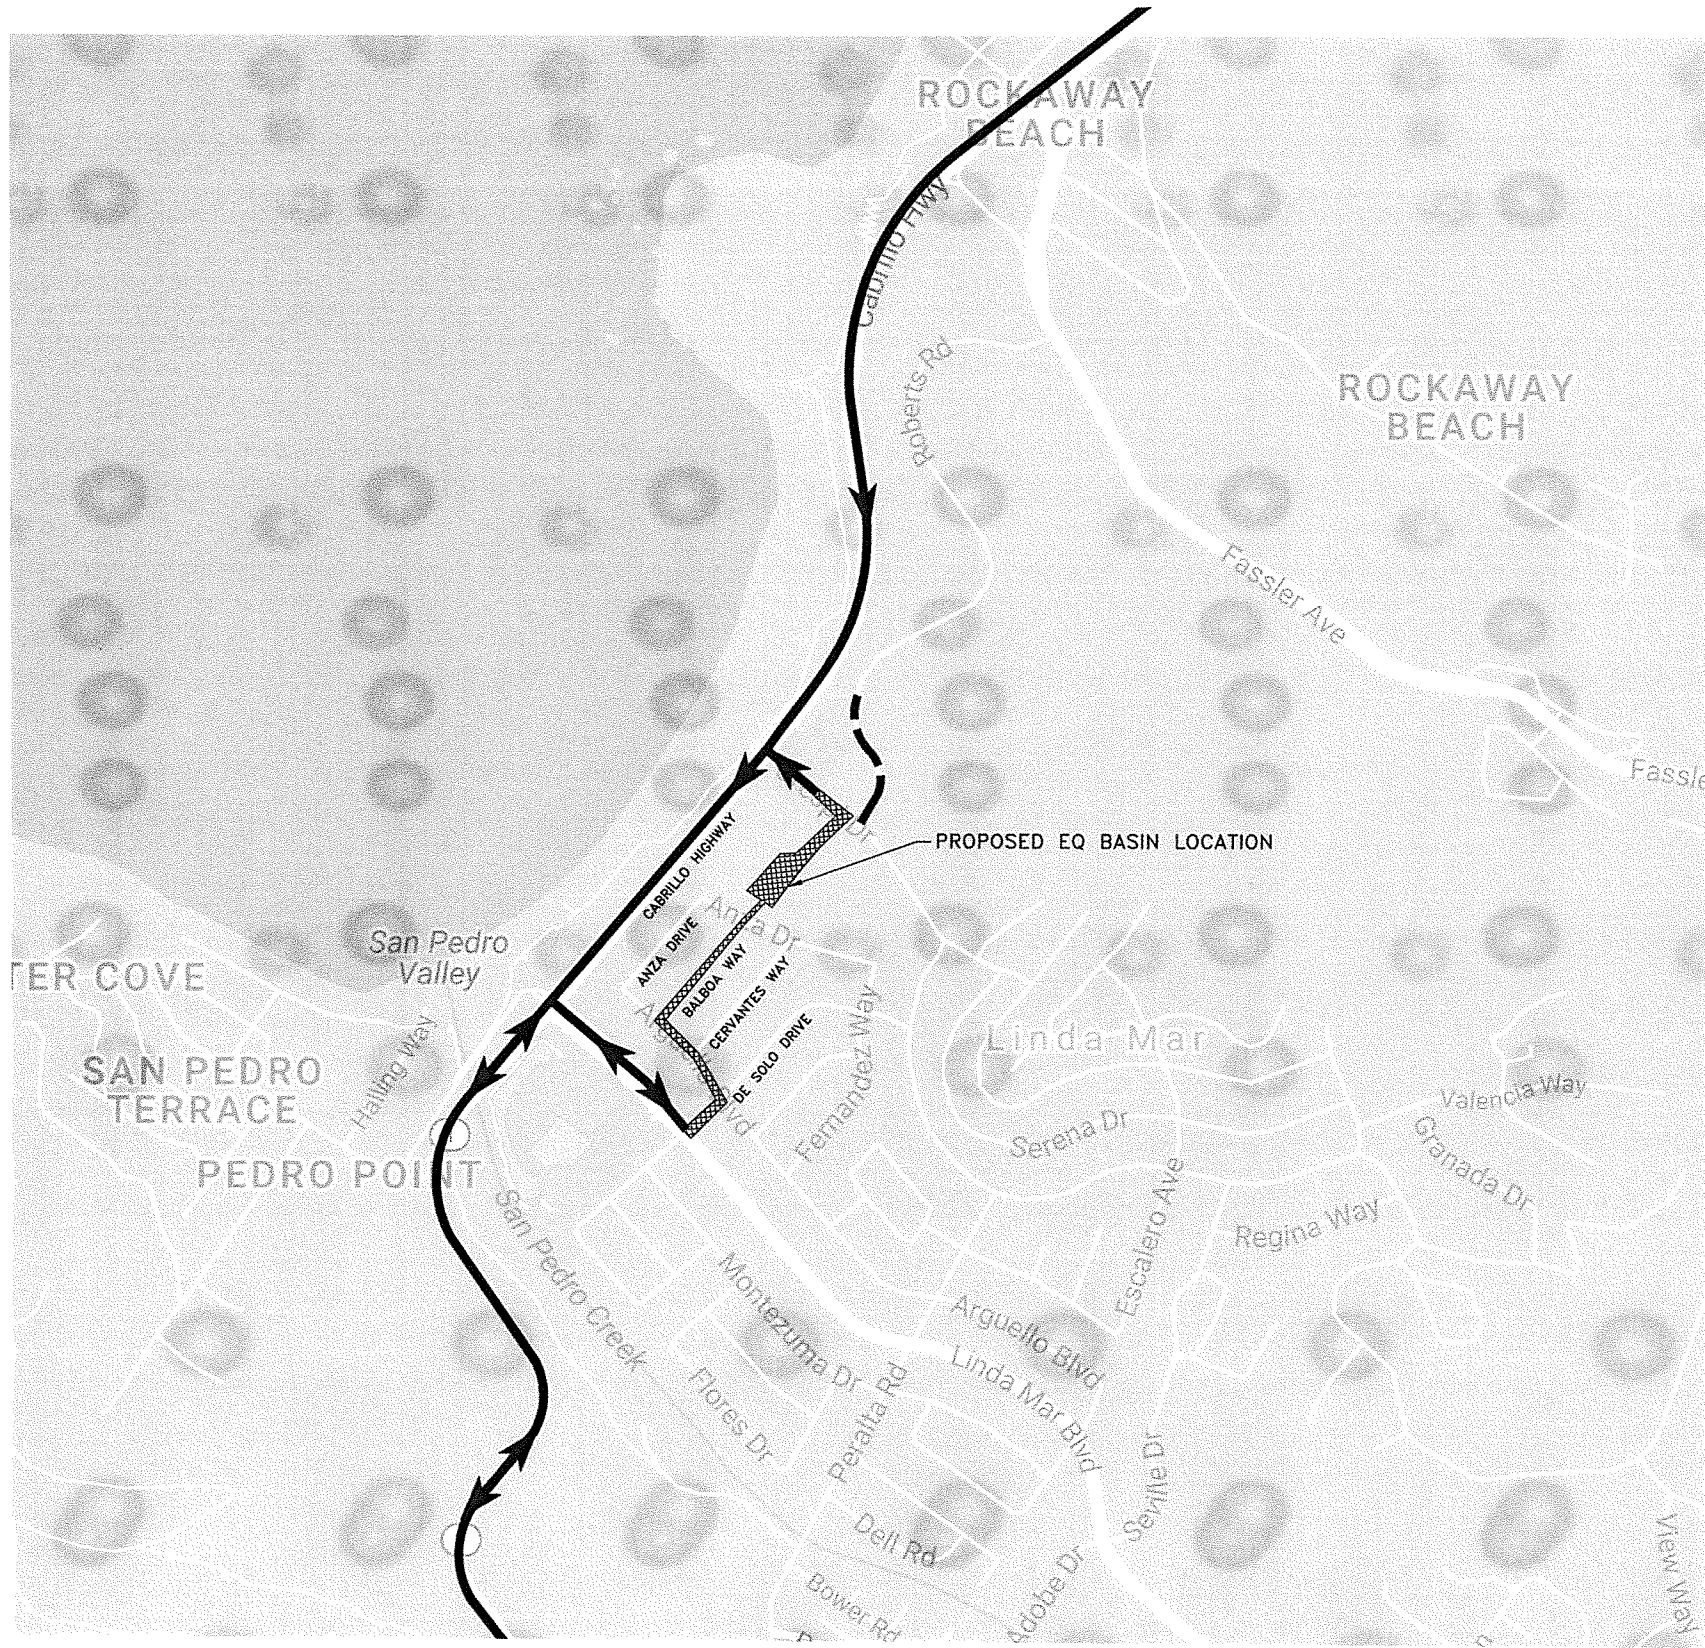 ROCKAWAY
BEACH
Cabrillo Hwy
Roberts Rd
ROCKAWAY
BEACH
Fassler Ave
Fassle
Dr
PROPOSED EQ BASIN LOCATION
CABRILLO HIGHWAY
Anza Dr
ANZA DRIVE
BALBOA WAY
CERVANTES WAY
DE SOLO DRIVE
San Pedro
Valley
TER COVE
Halling Way
SAN PEDRO
TERRACE
PEDRO POINT
Fernandez Way
Linda Mar
Serena Dr
Valencia Way
Granada Dr
Escalero Ave
Regina Way
San Pedro Creek
Montezuma Dr
Arguello Blvd
Linda Mar Blvd
Flores Dr
Peralta Rd
Seville Dr
Dell Rd
Adobe Dr
Bower Rd
View Way